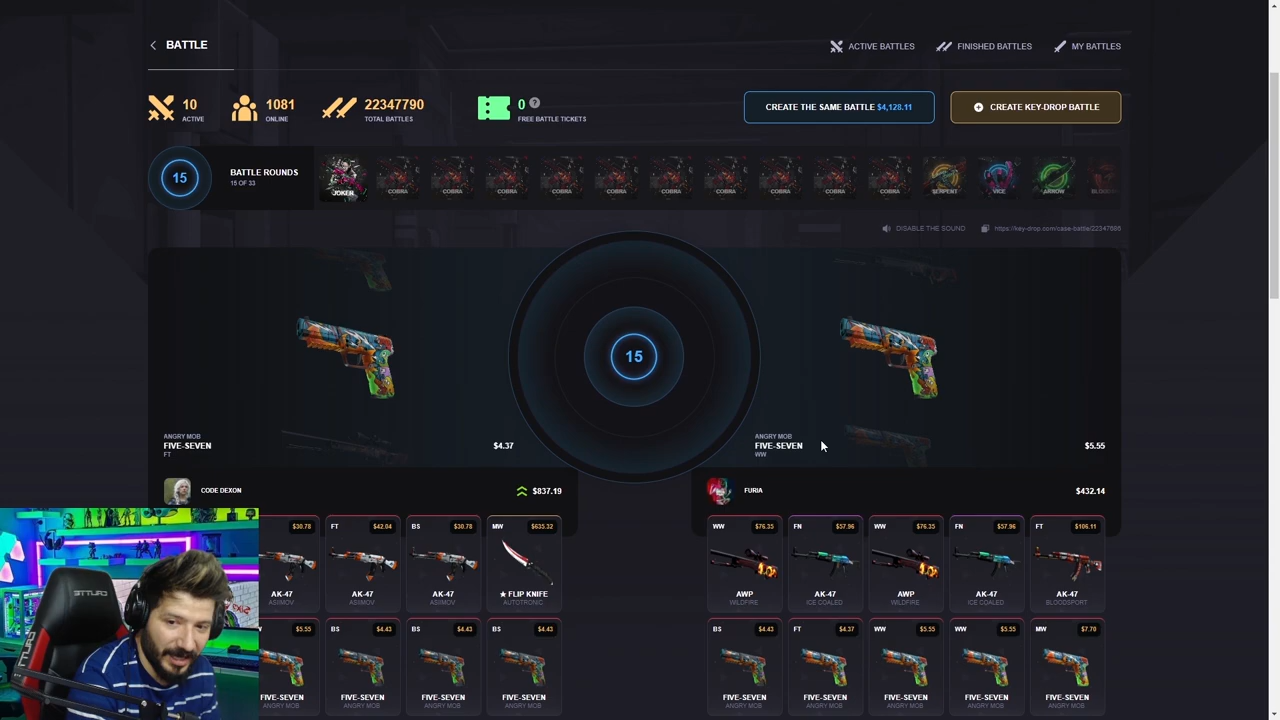 BATTLE
ACTIVE BATTLES
FINISHED BATTLES
MY BATTLES
10
ACTIVE
1081
ONLINE
22347790
TOTAL BATTLES
0 ?
FREE BATTLE TICKETS
CREATE THE SAME BATTLE $4,128.11
CREATE KEY-DROP BATTLE
15
BATTLE ROUNDS
15 OF 33
JOKER COBRA COBRA COBRA COBRA COBRA COBRA COBRA COBRA COBRA COBRA SERPENT VICE ARROW
DISABLE THE SOUND
15
ANGRY MOB
FIVE-SEVEN
FT
$4.37
ANGRY MOB
FIVE-SEVEN
WW
$5.55
CODE DEXON
$837.19
FURIA
$432.14
$30.78
AK-47
ASIIMOV
FT $42.04
AK-47
ASIIMOV
BS $30.78
AK-47
ASIIMOV
MW $635.32
★ FLIP KNIFE
AUTOTRONIC
WW $76.35
AWP
WILDFIRE
FN $57.96
AK-47
ICE COALED
WW $76.35
AWP
WILDFIRE
FN $57.96
AK-47
ICE COALED
FT $106.11
AK-47
BLOODSPORT
$5.55
FIVE-SEVEN
ANGRY MOB
BS $4.43
FIVE-SEVEN
ANGRY MOB
BS $4.43
FIVE-SEVEN
ANGRY MOB
BS $4.43
FIVE-SEVEN
ANGRY MOB
BS $4.43
FIVE-SEVEN
ANGRY MOB
FT $4.37
FIVE-SEVEN
ANGRY MOB
WW $5.55
FIVE-SEVEN
ANGRY MOB
WW $5.55
FIVE-SEVEN
ANGRY MOB
MW $7.70
FIVE-SEVEN
ANGRY MOB